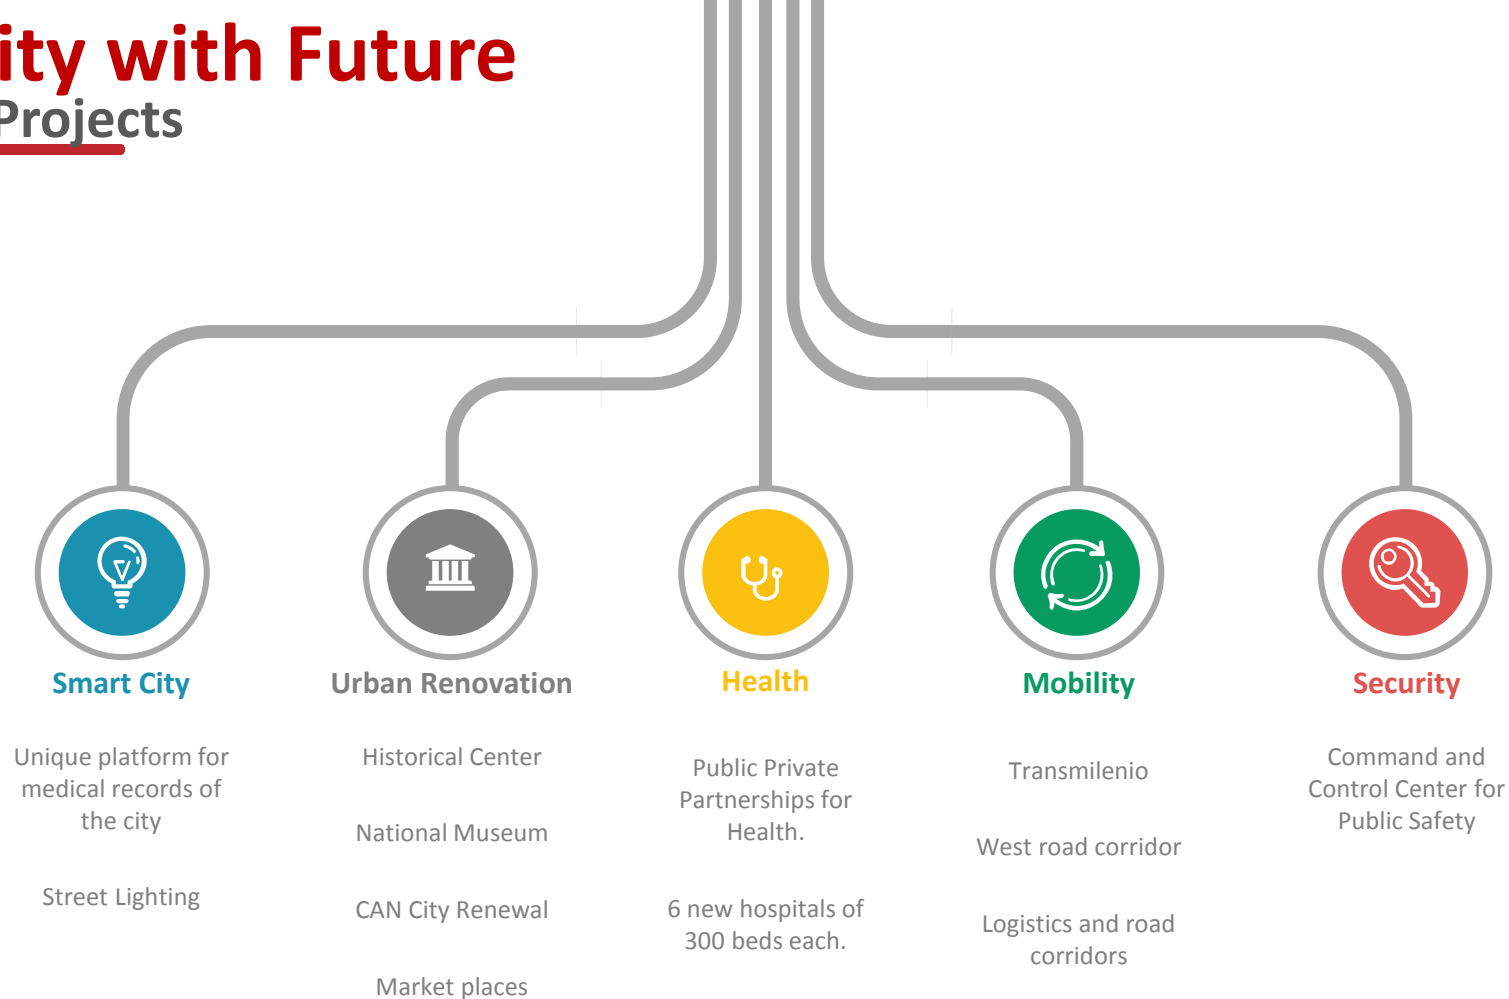 ity with Future
Projects
Smart City
Unique platform for
medical records of
the city
Street Lighting
Urban Renovation
Historical Center
National Museum
CAN City Renewal
Market places
Health
Public Private
Partnerships for
Health.
6 new hospitals of
300 beds each.
Mobility
Transmilenio
West road corridor
Logistics and road
corridors
Security
Command and
Control Center for
Public Safety